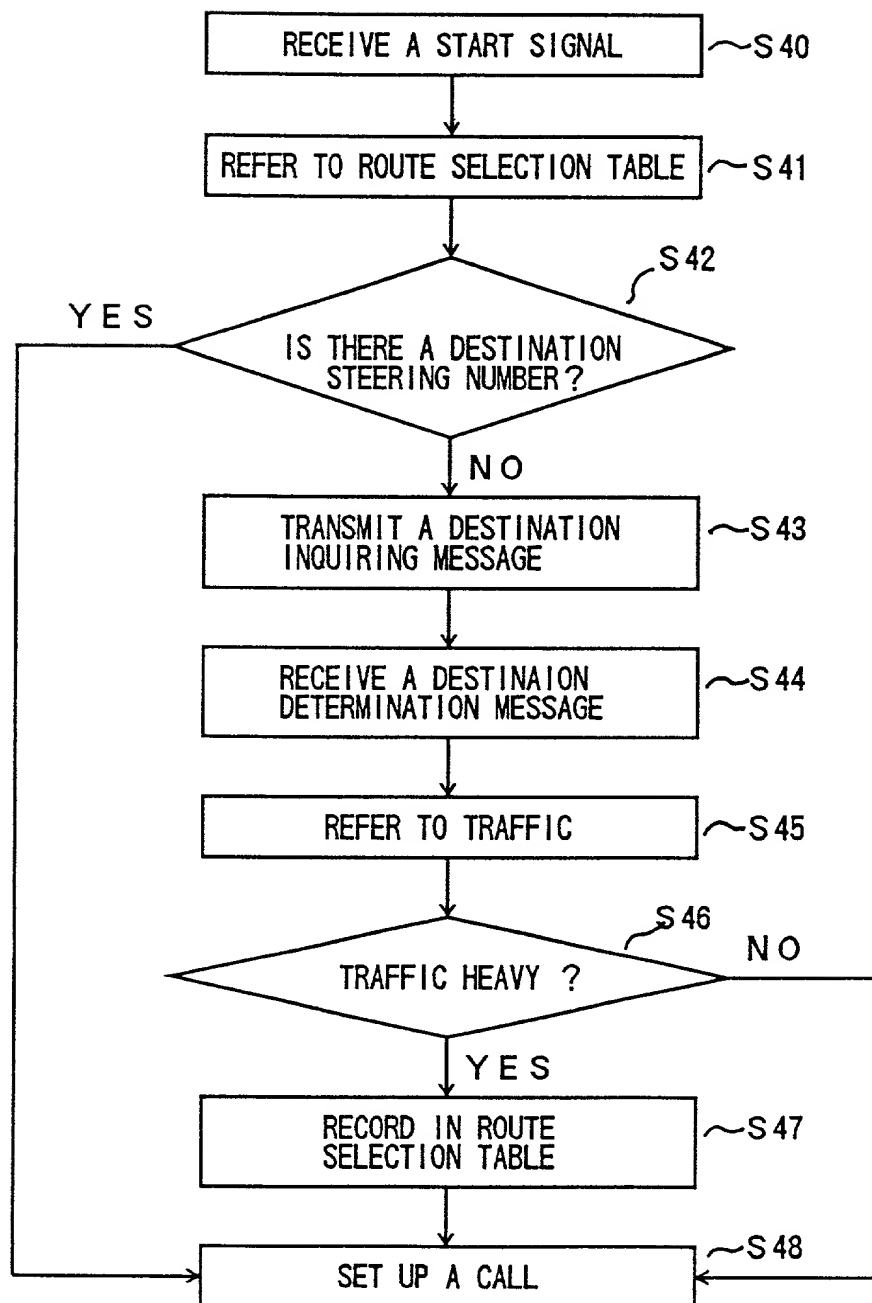 RECEIVE A START SIGNAL
S40
REFER TO ROUTE SELECTION TABLE
S41
S42
YES
IS THERE A DESTINATION
STEERING NUMBER?
NO
TRANSMIT A DESTINATION
INQUIRING MESSAGE
S43
RECEIVE A DESTINAION
DETERMINATION MESSAGE
S44
REFER TO TRAFFIC
S45
S46
NO
TRAFFIC HEAVY ?
YES
RECORD IN ROUTE
SELECTION TABLE
S47
S48
SET UP A CALL